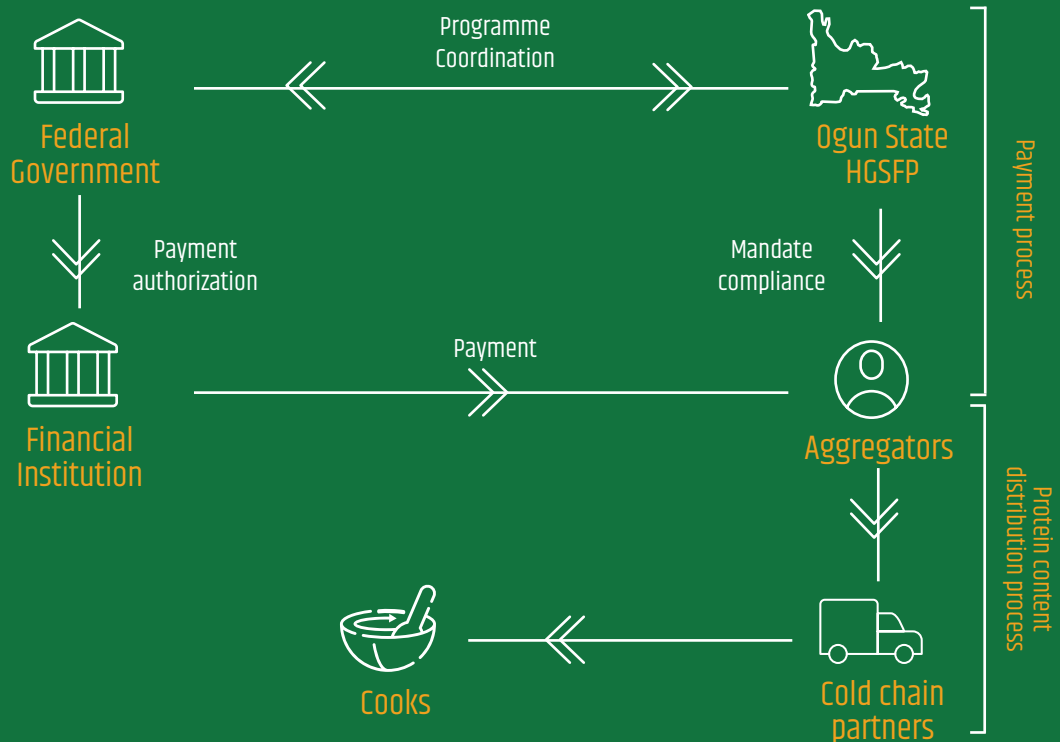 Programme
Coordination
Federal
Government
Ogun State
HGSFP
Payment process
Payment
authorization
Mandate
compliance
Payment
Financial
Institution
Aggregators
Protein content
distribution process
Cooks
Cold chain
partners